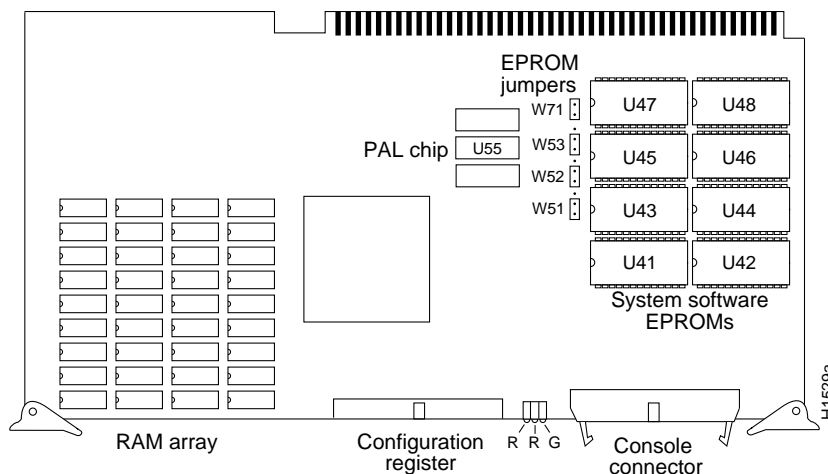 EPROM
jumpers
W71
U47
U48
PAL chip
U55
W53
U45
U46
W52
W51
U43
U44
U41
U42
System software
EPROMs
H1529a
RAM array
Configuration
register
R R G
Console
connector